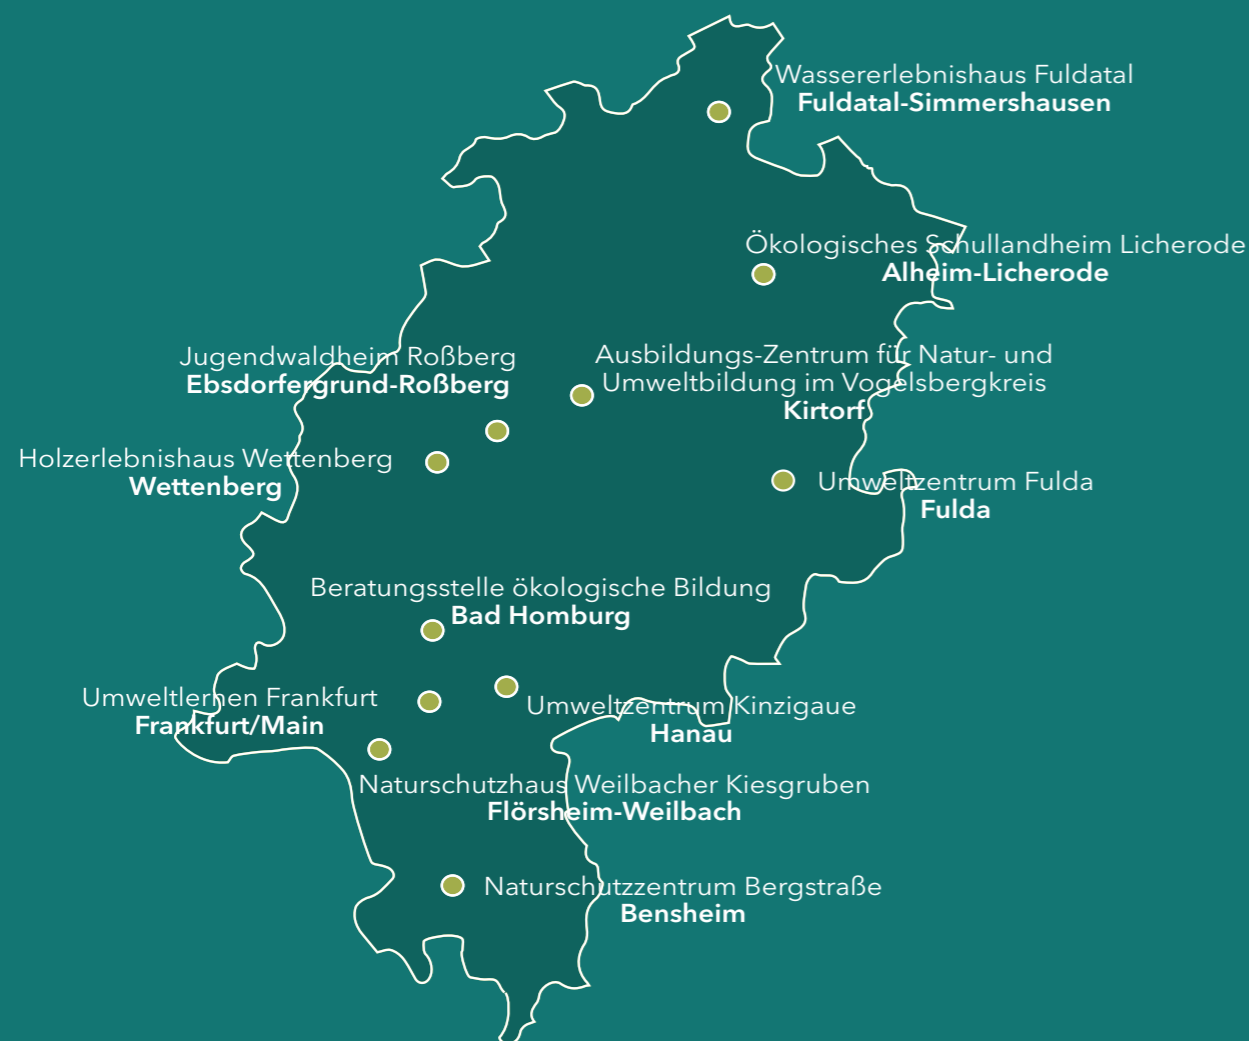 Wassererlebnishaus Fuldatal
Fuldatal-Simmershausen
Ökologisches Schullandheim Licherode
Alheim-Licherode
Jugendwaldheim Roßberg
Ebsdorfergrund-Roßberg
Ausbildungs-Zentrum für Natur- und
Umweltbildung im Vogelsbergkreis
Kirtorf
Holzerlebnishaus Wettenberg
Wettenberg
Umweltzentrum Fulda
Fulda
Beratungsstelle ökologische Bildung
Bad Homburg
Umweltlernen Frankfurt
Frankfurt/Main
Umweltzentrum Kinzigaue
Hanau
Naturschutzhaus Weilbacher Kiesgruben
Flörsheim-Weilbach
Naturschutzzentrum Bergstraße
Bensheim